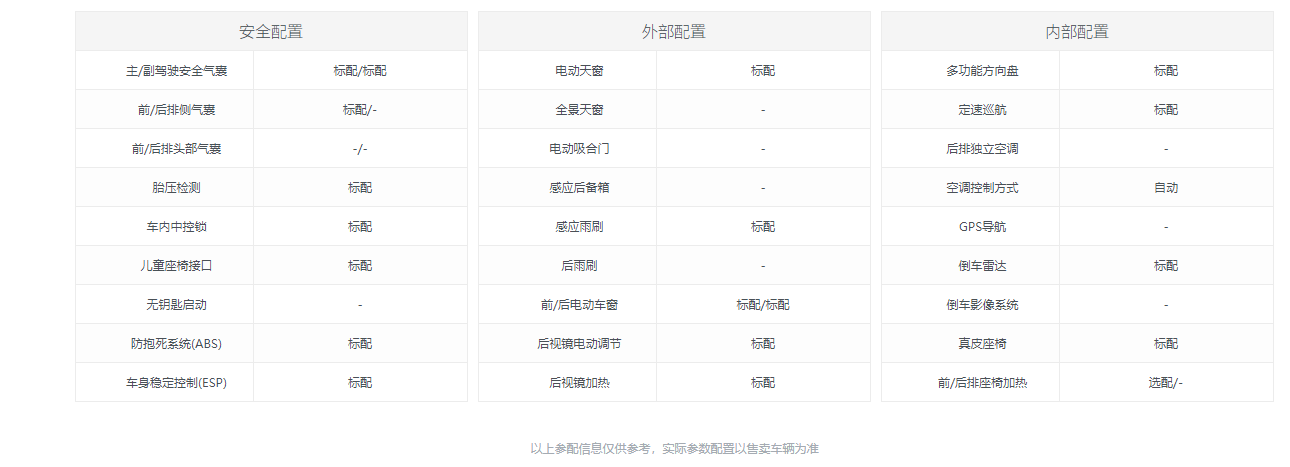 安全配置
主/副驾驶安全气囊 标配/标配
前/后排侧气囊 标配/-
前/后排头部气囊 -/-
胎压检测 标配
车内中控锁 标配
儿童座椅接口 标配
无钥匙启动 -
防抱死系统(ABS) 标配
车身稳定控制(ESP) 标配
外部配置
电动天窗 标配
全景天窗 -
电动吸合门 -
感应后备箱 -
感应雨刷 标配
后雨刷 -
前/后电动车窗 标配/标配
后视镜电动调节 标配
后视镜加热 标配
内部配置
多功能方向盘 标配
定速巡航 标配
后排独立空调 -
空调控制方式 自动
GPS导航 -
倒车雷达 标配
倒车影像系统 -
真皮座椅 标配
前/后排座椅加热 选配/-
以上参配信息仅供参考，实际参数配置以售卖车辆为准